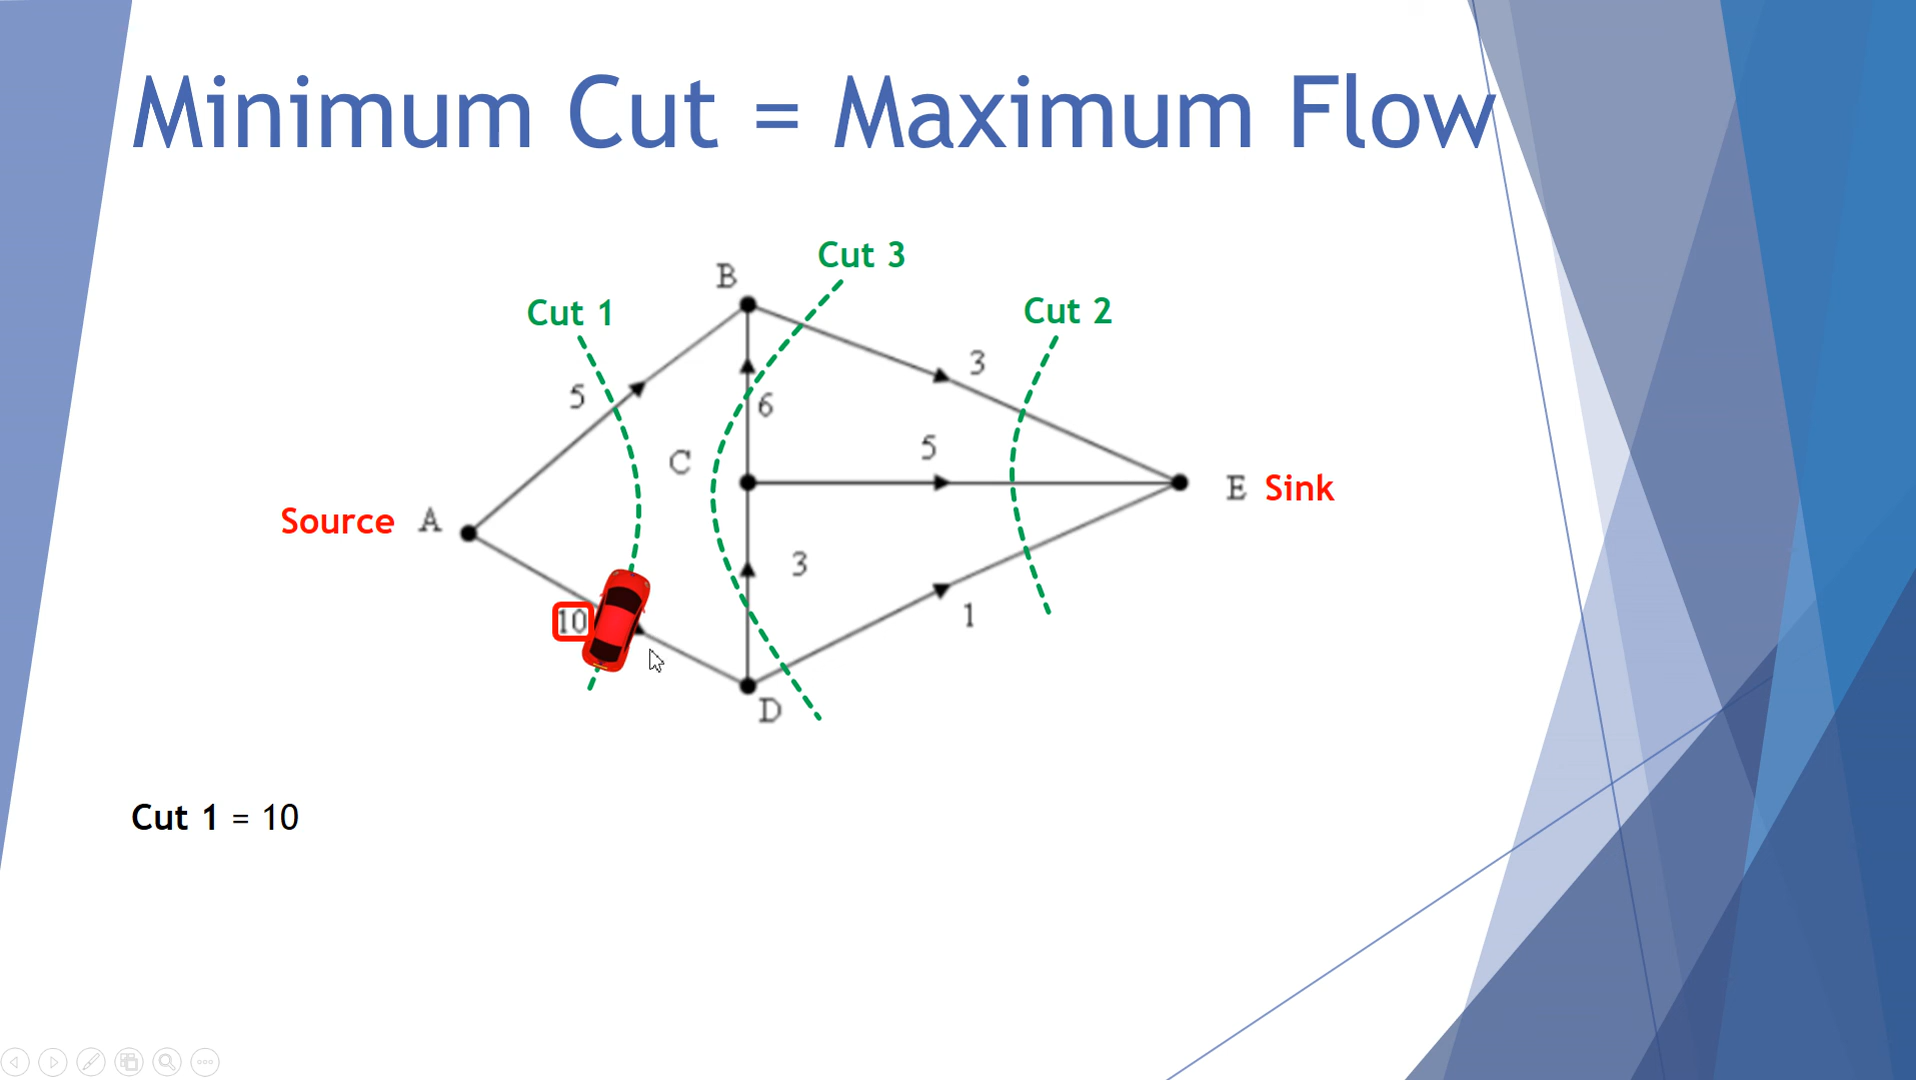 Minimum Cut = Maximum Flow
Cut 3
B
Cut 1
Cut 2
3
5
6
5
C
E Sink
Source A
3
10
1
D
Cut 1 = 10